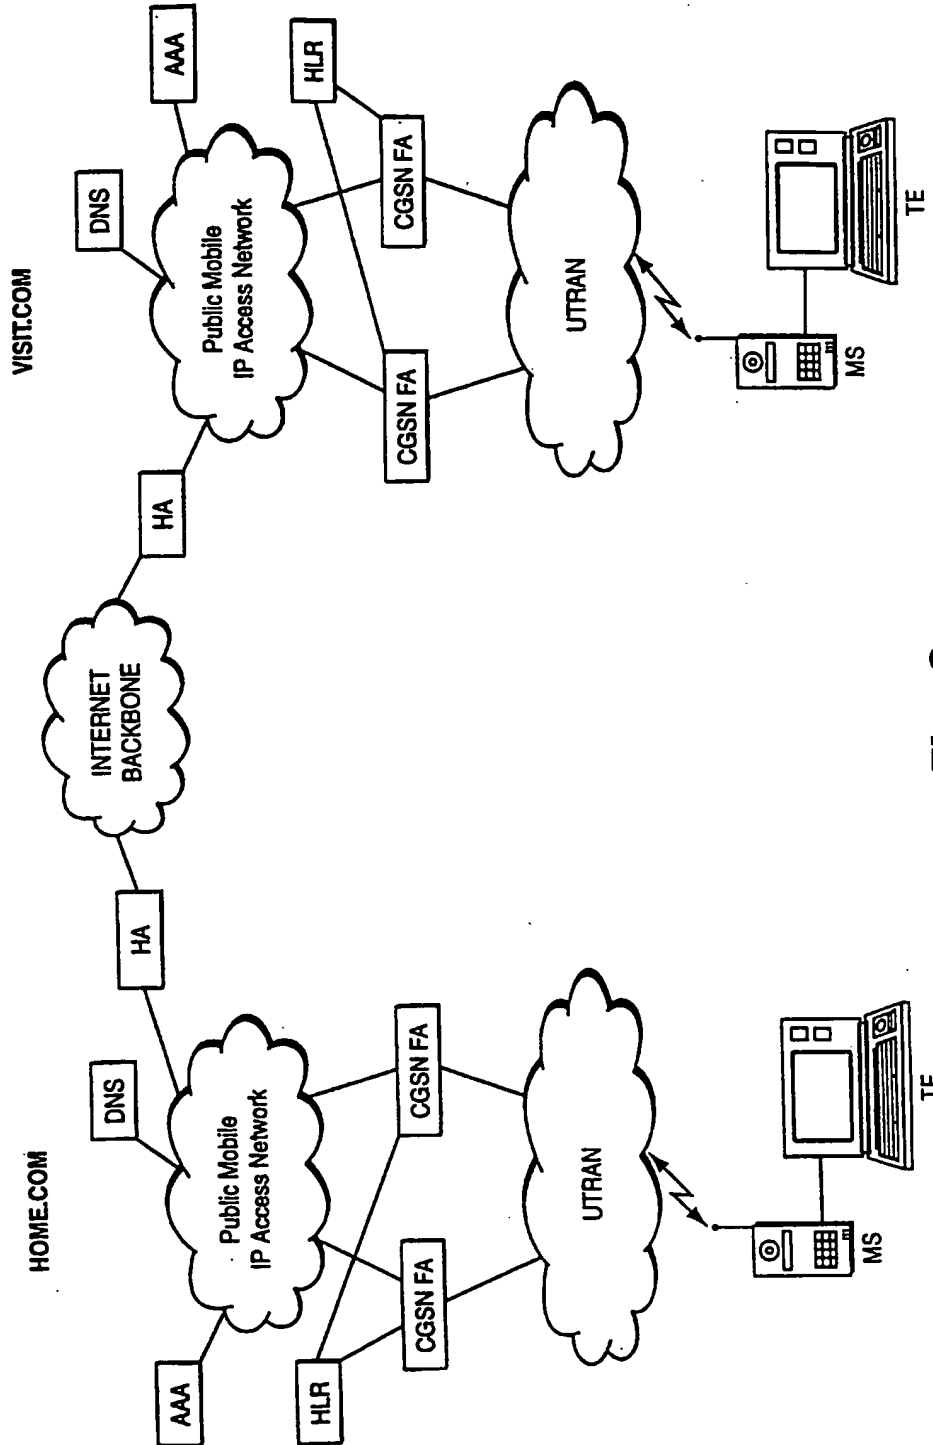 HOME.COM
VISIT.COM
AAA
DNS
Public Mobile
IP Access Network
HA
INTERNET
BACKBONE
HA
DNS
AAA
Public Mobile
IP Access Network
HLR
CGSN FA
CGSN FA
CGSN FA
CGSN FA
HLR
UTRAN
UTRAN
MS
TE
MS
TE